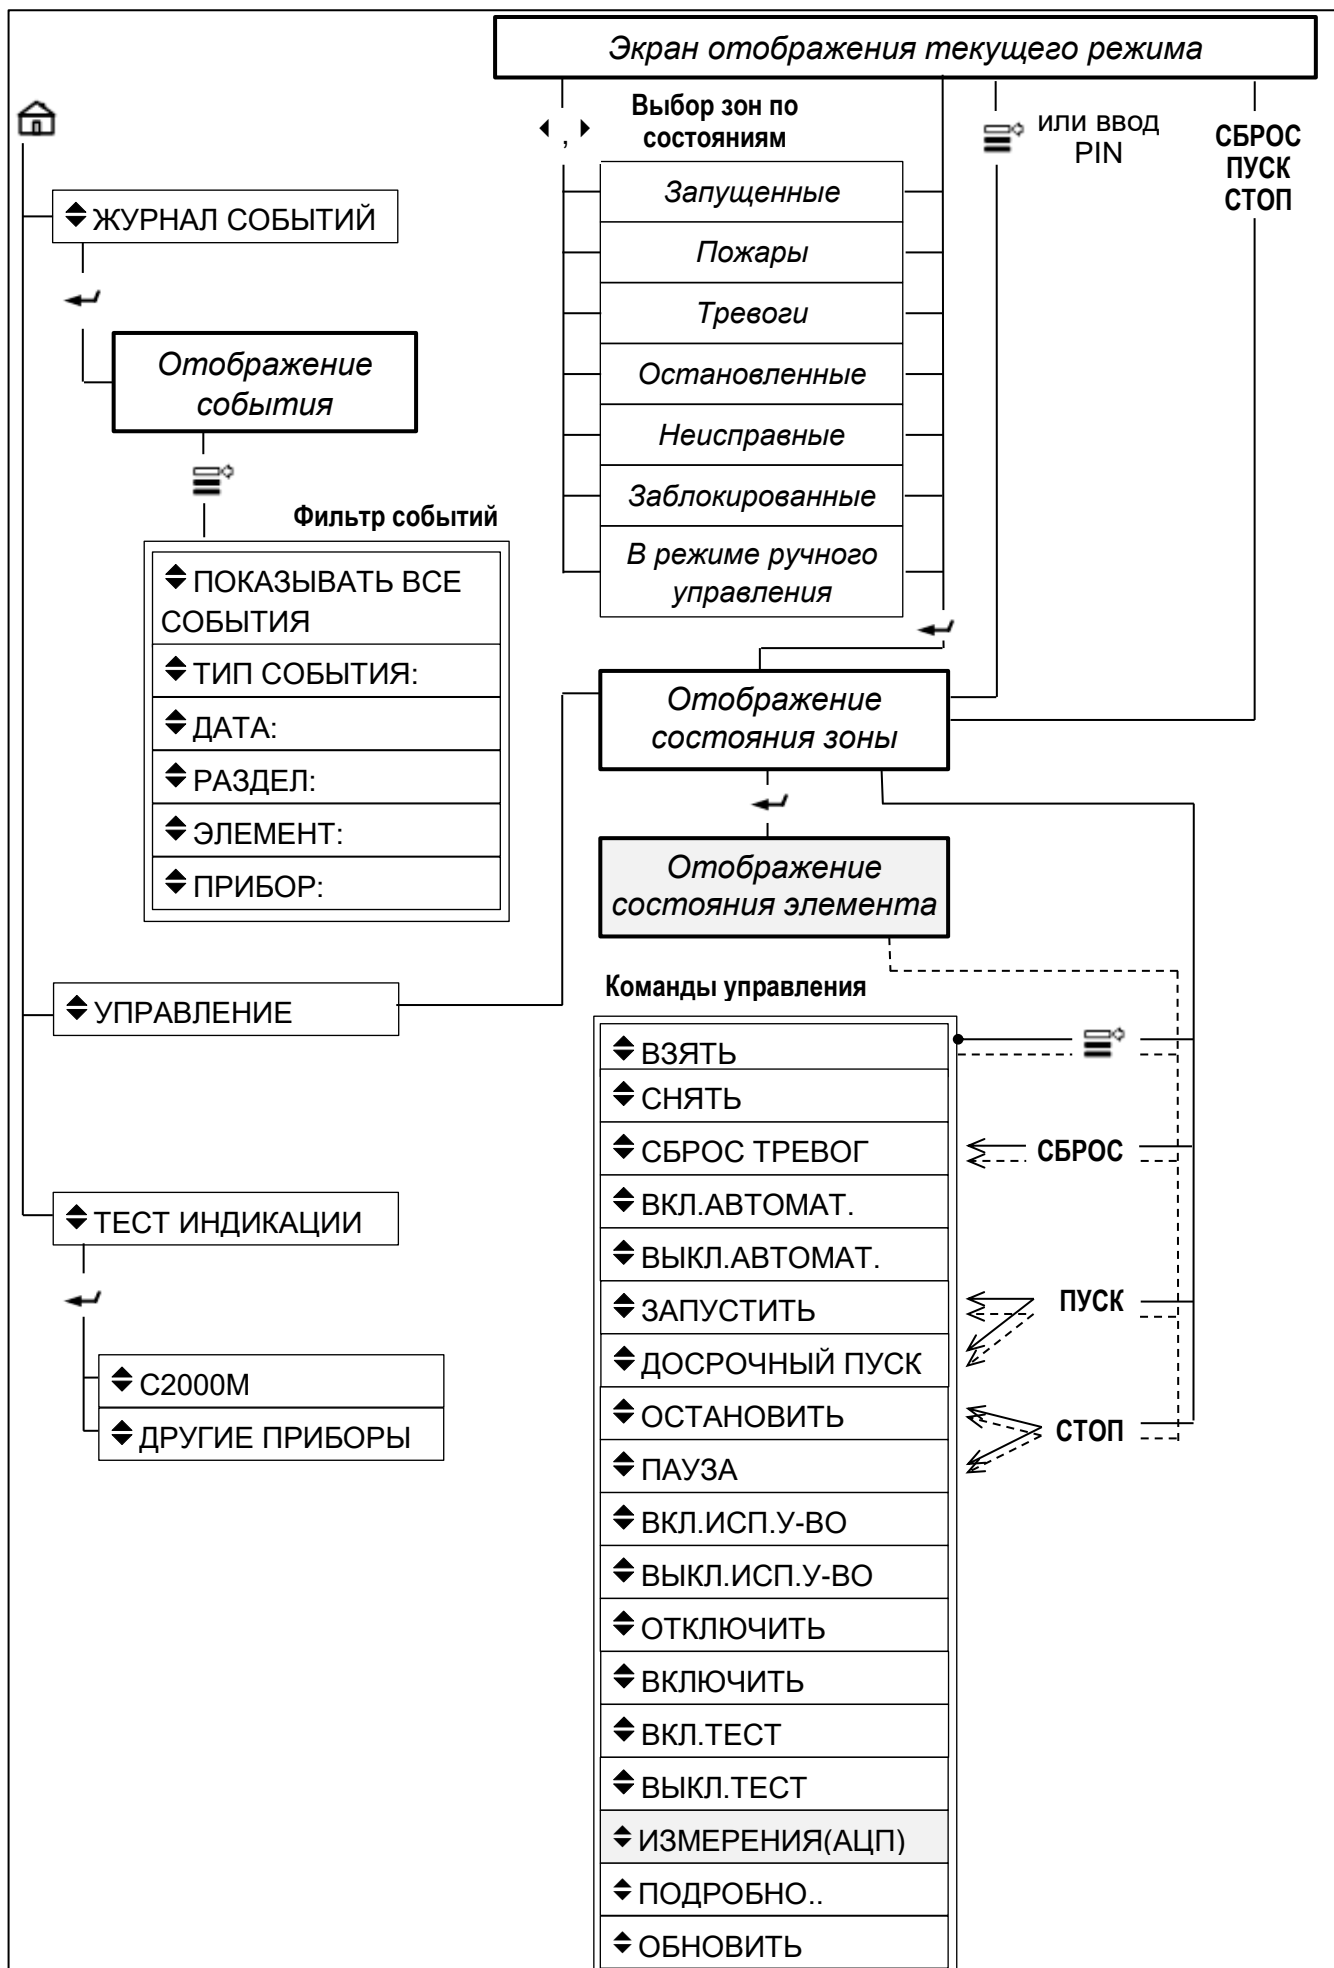 Экран отображения текущего режима
Выбор зон по
состояниям
или ввод
PIN
СБРОС
ПУСК
СТОП
,
Запущенные
Пожары
Тревоги
Остановленные
Неисправные
Заблокированные
В режиме ручного
управления
ЖУРНАЛ СОБЫТИЙ
Отображение
события
Фильтр событий
ПОКАЗЫВАТЬ ВСЕ
СОБЫТИЯ
ТИП СОБЫТИЯ:
ДАТА:
РАЗДЕЛ:
ЭЛЕМЕНТ:
ПРИБОР:
Отображение
состояния зоны
Отображение
состояния элемента
УПРАВЛЕНИЕ
Команды управления
ВЗЯТЬ
СНЯТЬ
СБРОС ТРЕВОГ
СБРОС
ВКЛ.АВТОМАТ.
ВЫКЛ.АВТОМАТ.
ЗАПУСТИТЬ
ПУСК
ДОСРОЧНЫЙ ПУСК
ОСТАНОВИТЬ
СТОП
ПАУЗА
ВКЛ.ИСП.У-ВО
ВЫКЛ.ИСП.У-ВО
ОТКЛЮЧИТЬ
ВКЛЮЧИТЬ
ВКЛ.ТЕСТ
ВЫКЛ.ТЕСТ
ИЗМЕРЕНИЯ(АЦП)
ПОДРОБНО..
ОБНОВИТЬ
ТЕСТ ИНДИКАЦИИ
С2000М
ДРУГИЕ ПРИБОРЫ